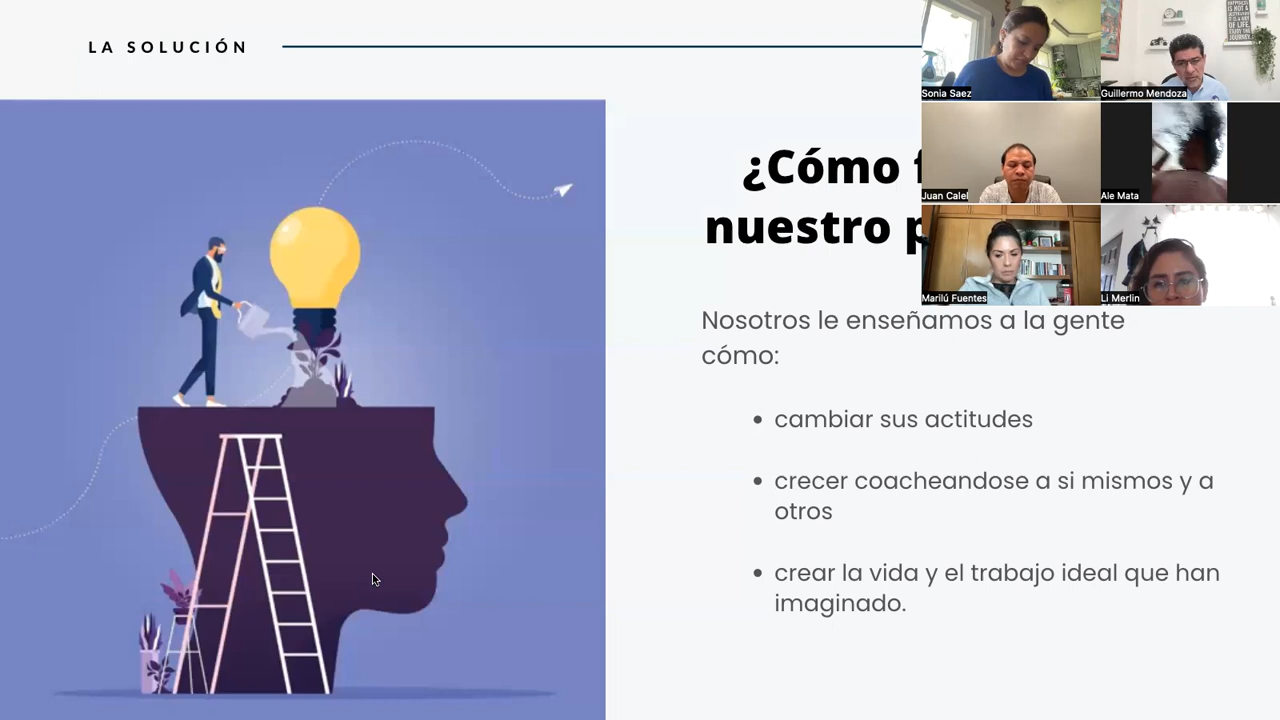 LA SOLUCIÓN
¿Cómo
nuestro
Nosotros le enseñamos a la gente
cómo:
• cambiar sus actitudes
• crecer coacheandose a si mismos y a
otros
• crear la vida y el trabajo ideal que han
imaginado.
Sonia Saez
Guillermo Mendoza
Juan Calel
Ale Mata
Marilú Fuentes
Li Merlin